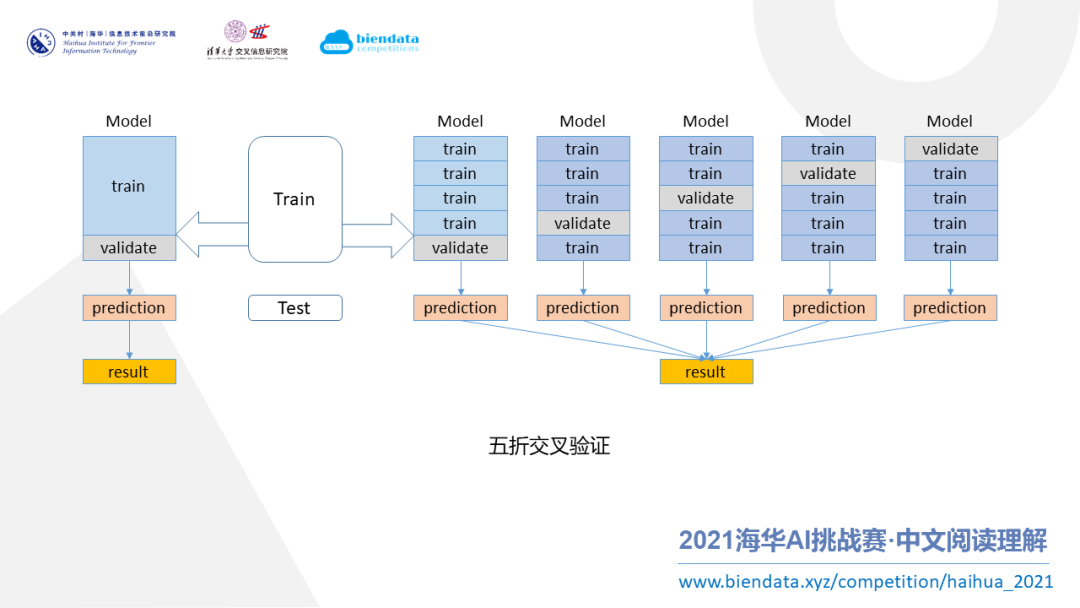 中关村｜海华｜信息技术前沿研究院
Haihua Institute For Frontier
Information Technology
清华大学 交叉信息研究院
biendata
competitions
Model
train
validate
prediction
result
Train
Test
Model
train
train
train
train
validate
prediction
Model
train
train
train
validate
train
prediction
Model
train
train
validate
train
train
prediction
Model
train
validate
train
train
train
prediction
Model
validate
train
train
train
train
prediction
result
五折交叉验证
2021海华AI挑战赛·中文阅读理解
www.biendata.xyz/competition/haihua_2021